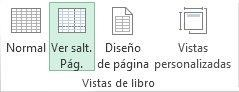 Normal
Ver salt.
Pág.
Diseño
de página
Vistas
personalizadas
Vistas de libro